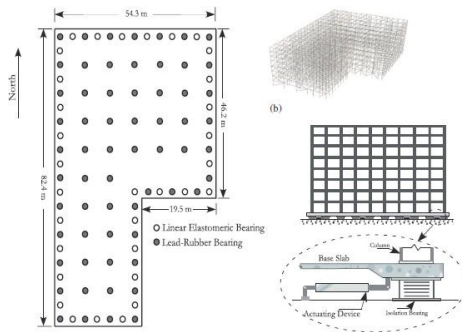 54.3 m
North
46.2 m
82.4 m
19.5 m
Linear Elastomeric Bearing
Lead-Rubber Bearing
(b)
Column
Base Slab
Actuating Device
Isolation Bearing